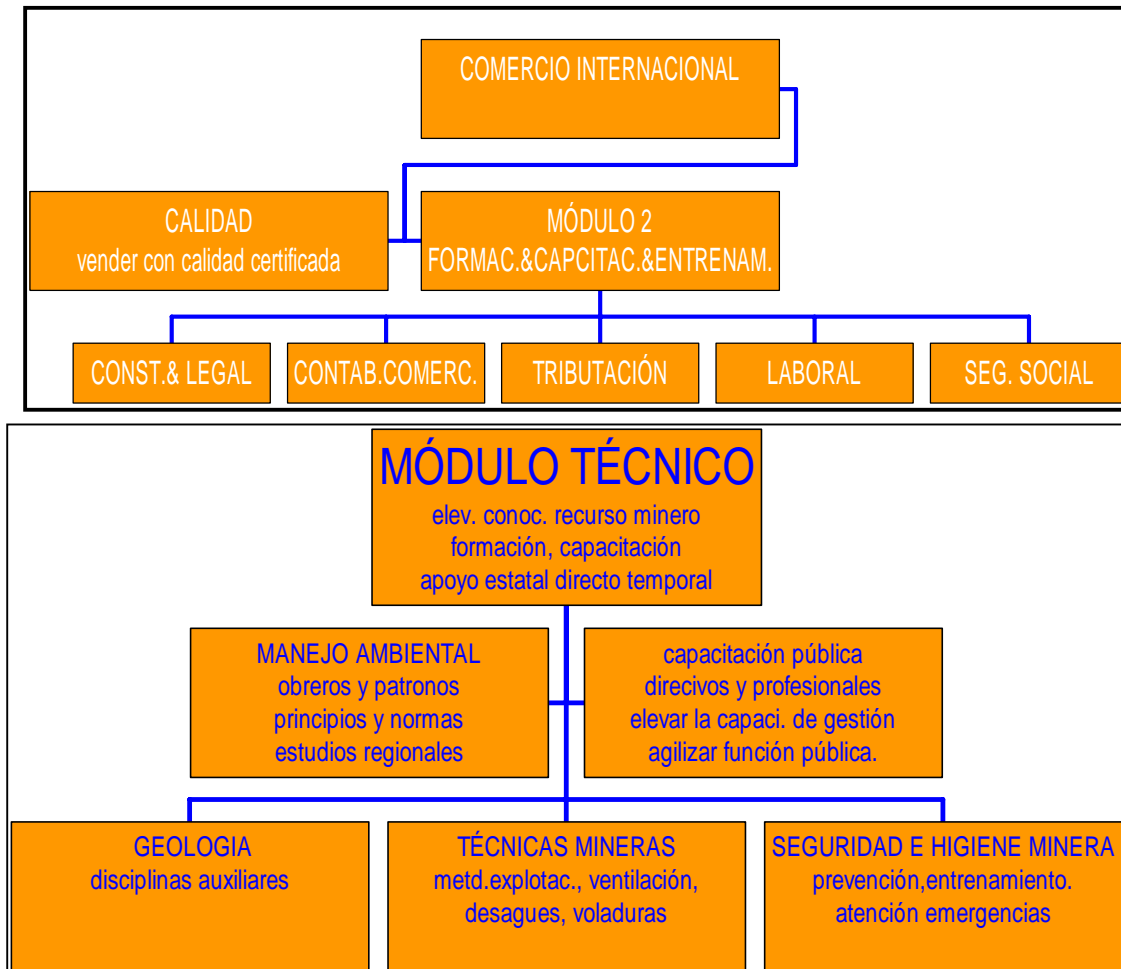 COMERCIO INTERNACIONAL
CALIDAD
vender con calidad certificada
MÓDULO 2
FORMAC.&CAPCITAC.&ENTRENAM.
CONST.& LEGAL
CONTAB.COMERC.
TRIBUTACIÓN
LABORAL
SEG. SOCIAL
MÓDULO TÉCNICO
elev. conoc. recurso minero
formación, capacitación
apoyo estatal directo temporal
MANEJO AMBIENTAL
obreros y patronos
principios y normas
estudios regionales
capacitación pública
direcivos y profesionales
elevar la capaci. de gestión
agilizar función pública.
GEOLOGIA
disciplinas auxiliares
TÉCNICAS MINERAS
metd.explotac., ventilación,
desagues, voladuras
SEGURIDAD E HIGIENE MINERA
prevención,entrenamiento.
atención emergencias